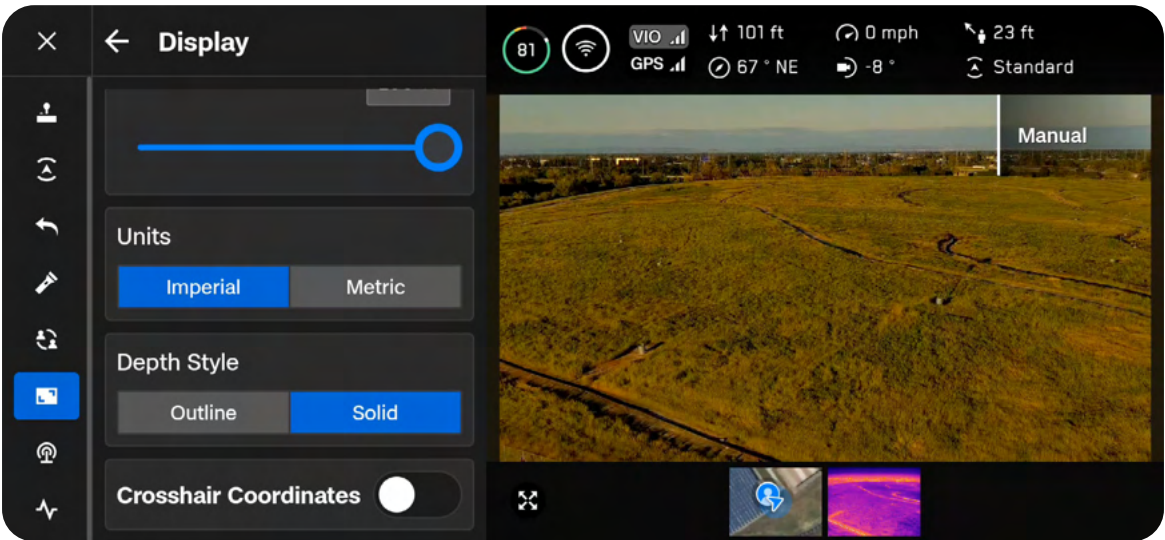 Display
Units
Imperial Metric
Depth Style
Outline Solid
Crosshair Coordinates
81
VIO
GPS
101 ft
0 mph
23 ft
67 ° NE
-8 °
Standard
Manual